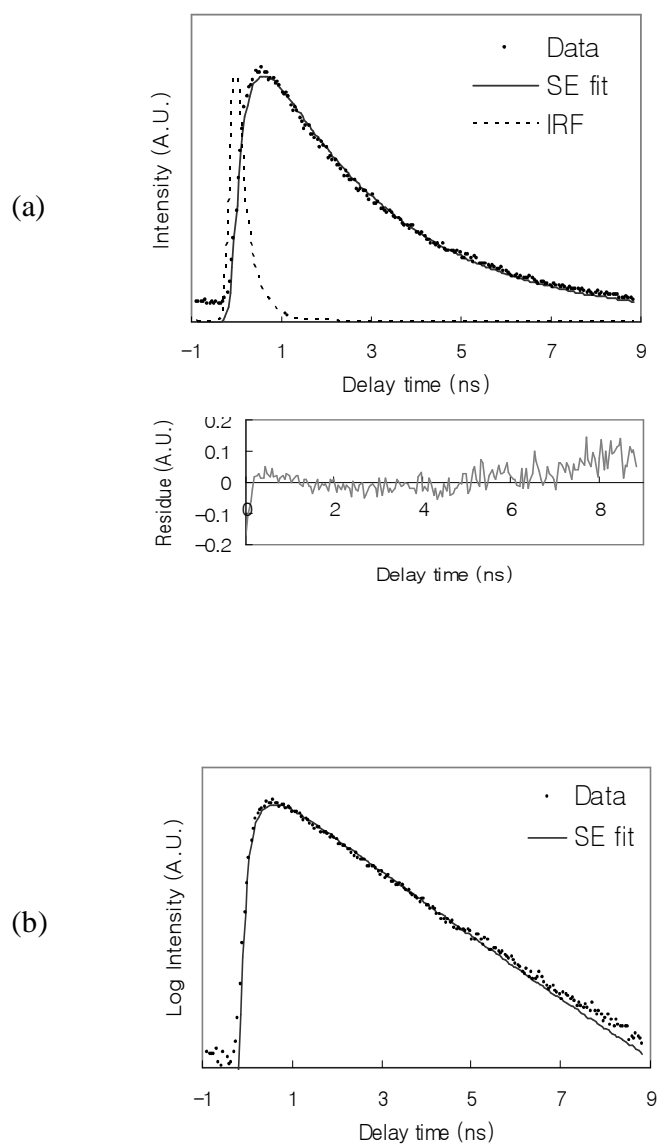 (a)
Intensity (A.U.)
Data
SE fit
IRF
−1 1 3 5 7 9
Delay time (ns)
Residue (A.U.)
0.2
0.1
0
−0.1
−0.2
0 2 4 6 8
Delay time (ns)
(b)
Log Intensity (A.U.)
Data
SE fit
−1 1 3 5 7 9
Delay time (ns)